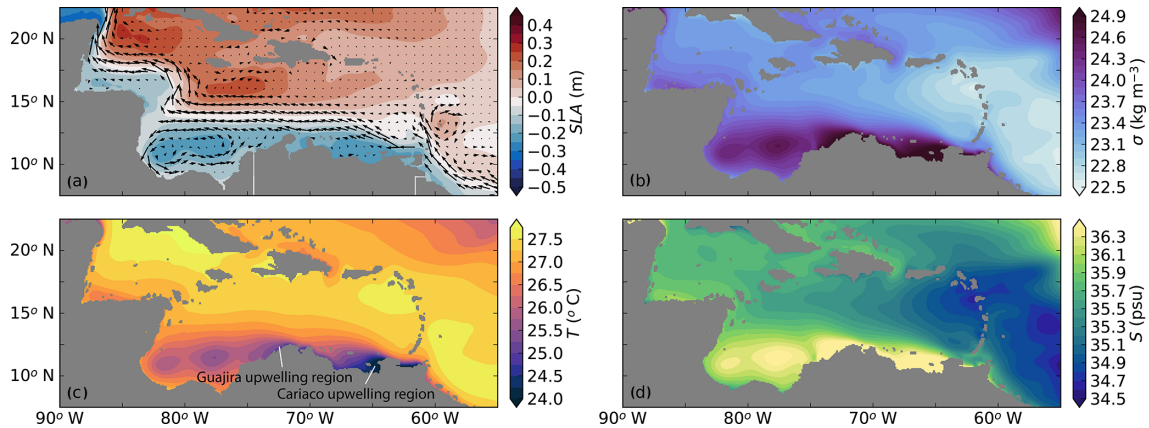 20° N
15° N
10° N
(a)
0.4
0.3
0.2
0.1
0.0
−0.1
−0.2
−0.3
−0.4
−0.5
SLA (m)
(b)
24.9
24.6
24.3
24.0
23.7
23.4
23.1
22.8
22.5
σ (kg m⁻³)
20° N
15° N
10° N
Guajira upwelling region
Cariaco upwelling region
(c)
90° W
80° W
70° W
60° W
27.5
27.0
26.5
26.0
25.5
25.0
24.5
24.0
T (° C)
(d)
90° W
80° W
70° W
60° W
36.3
36.1
35.9
35.7
35.5
35.3
35.1
34.9
34.7
34.5
S (psu)